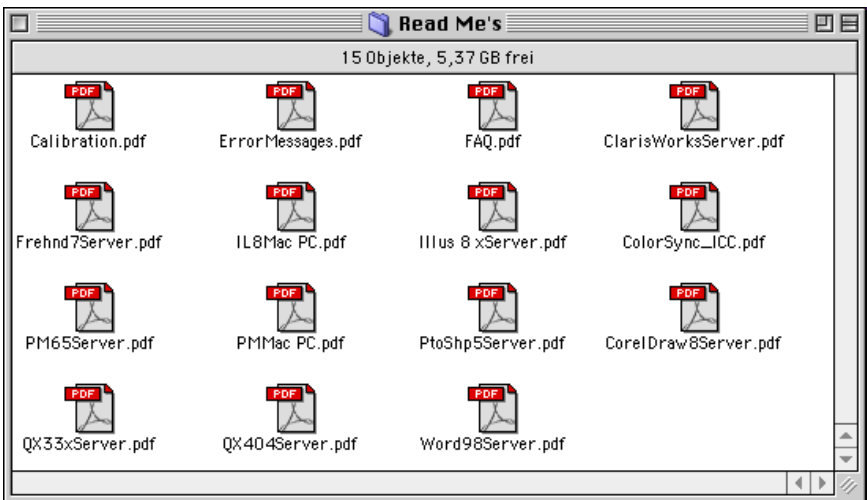 Read Me's
15 Objekte, 5,37 GB frei
PDF PDF PDF PDF
Calibration.pdf ErrorMessages.pdf FAQ.pdf ClarisWorksServer.pdf
PDF PDF PDF PDF
Frehnd7Server.pdf IL8Mac PC.pdf Illus 8 xServer.pdf ColorSync_ICC.pdf
PDF PDF PDF PDF
PM65Server.pdf PMMac PC.pdf PtoShp5Server.pdf CorelDraw8Server.pdf
PDF PDF PDF
QX33xServer.pdf QX404Server.pdf Word98Server.pdf